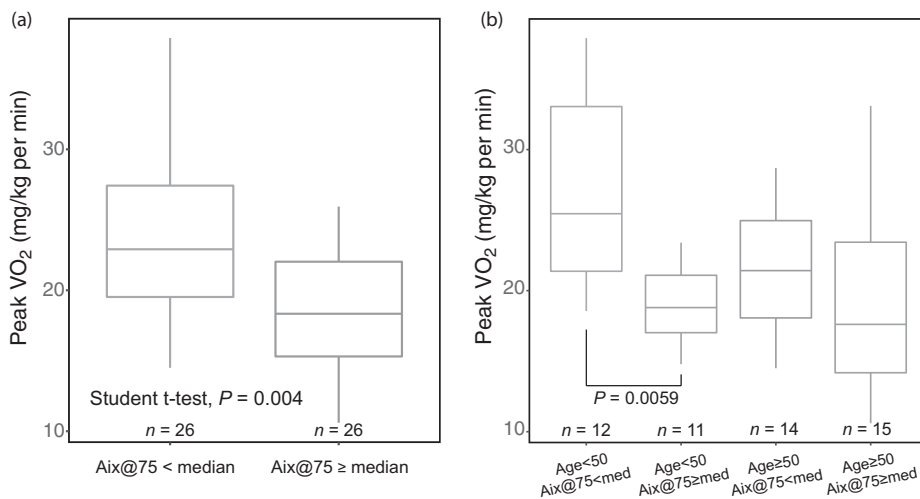 (a)
Peak VO2 (mg/kg per min)
30
20
10
Student t-test, P = 0.004
n = 26
n = 26
Aix@75 < median
Aix@75 ≥ median
(b)
Peak VO2 (mg/kg per min)
30
20
10
P = 0.0059
n = 12
n = 11
n = 14
n = 15
Age<50
Aix@75<med
Age<50
Aix@75≥med
Age≥50
Aix@75<med
Age≥50
Aix@75≥med